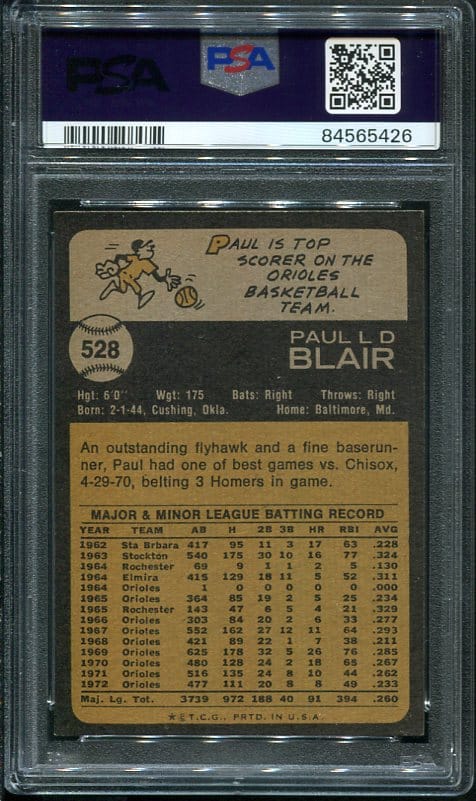 PSA
PSA
84565426
PAUL IS TOP
SCORER ON THE
ORIOLES
BASKETBALL
TEAM.
528
PAUL L D
BLAIR
Hgt: 6'0" Wgt: 175 Bats: Right Throws: Right
Born: 2-1-44, Cushing, Okla. Home: Baltimore, Md.
An outstanding flyhawk and a fine baserun-
ner, Paul had one of best games vs. Chisox,
4-29-70, belting 3 Homers in game.
MAJOR & MINOR LEAGUE BATTING RECORD
YEAR TEAM AB H 2B 3B HR RBI AVG
1962 Sta Brbara 417 95 11 3 17 63 .228
1963 Stockton 540 175 30 10 16 77 .324
1964 Rochester 69 9 1 1 2 5 .130
1964 Elmira 415 129 18 11 5 52 .311
1964 Orioles 1 0 0 0 0 0 .000
1965 Orioles 364 85 19 2 5 25 .234
1965 Rochester 143 47 6 5 4 21 .329
1966 Orioles 303 84 20 2 6 33 .277
1967 Orioles 552 162 27 12 11 64 .293
1968 Orioles 421 89 22 1 7 38 .211
1969 Orioles 625 178 32 5 26 76 .285
1970 Orioles 480 128 24 2 18 65 .267
1971 Orioles 516 135 24 8 10 44 .262
1972 Orioles 477 111 20 8 8 49 .233
Maj. Lg. Tot. 3739 972 188 40 91 394 .260
★ © T.C.G., PRTD. IN U.S.A.